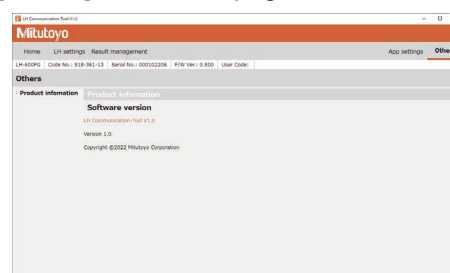 LH Communication-Tool V1.0
Mitutoyo
Home LH settings Result management App settings Othe
LH-600FG Code No.: 518-361-13 Serial No.: 000102206 F/W Ver.: 0.500 User Code:
Others
Product infomation Product infomation
Software version
LH Communication-Tool V1.0
Version 1.0
Copyright @2022 Mitutoyo Corporation